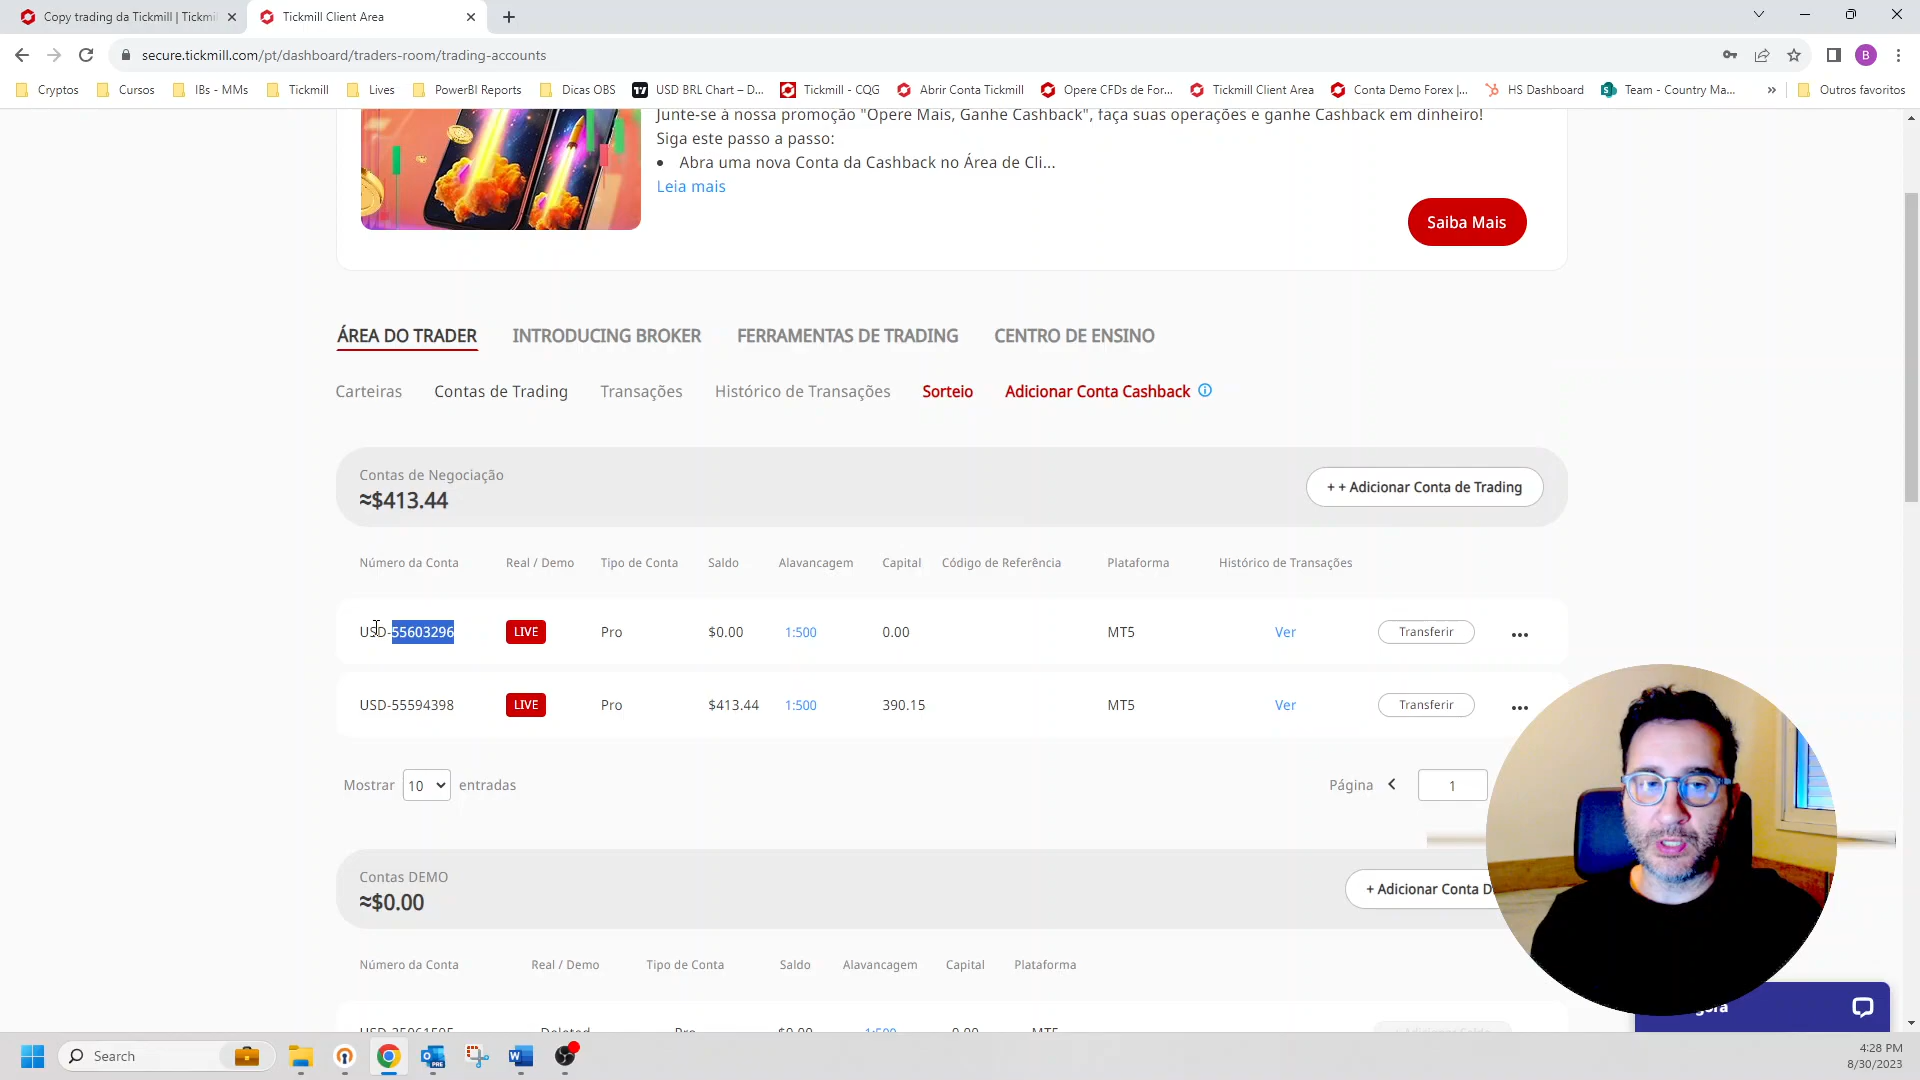 Copy trading da Tickmill | Tickmi
Tickmill Client Area
secure.tickmill.com/pt/dashboard/traders-room/trading-accounts
B
Cryptos
Cursos
IBs - MMs
Tickmill
Lives
PowerBI Reports
Dicas OBS
USD BRL Chart – D...
Tickmill - CQG
Abrir Conta Tickmill
Opere CFDs de For...
Tickmill Client Area
Conta Demo Forex |...
HS Dashboard
Team - Country Ma...
»
Outros favoritos
Junte-se à nossa promoção "Opere Mais, Ganhe Cashback", faça suas operações e ganhe Cashback em dinheiro!
Siga este passo a passo:
• Abra uma nova Conta da Cashback no Área de Cli...
Leia mais
Saiba Mais
ÁREA DO TRADER
INTRODUCING BROKER
FERRAMENTAS DE TRADING
CENTRO DE ENSINO
Carteiras
Contas de Trading
Transações
Histórico de Transações
Sorteio
Adicionar Conta Cashback
Contas de Negociação
≈$413.44
+ + Adicionar Conta de Trading
Número da Conta Real / Demo Tipo de Conta Saldo Alavancagem Capital Código de Referência Plataforma Histórico de Transações
USD-55603296 LIVE Pro $0.00 1:500 0.00 MT5 Ver Transferir
USD-55594398 LIVE Pro $413.44 1:500 390.15 MT5 Ver Transferir
Mostrar 10 entradas
Página 1
Contas DEMO
≈$0.00
+ Adicionar Conta D
Número da Conta Real / Demo Tipo de Conta Saldo Alavancagem Capital Plataforma
Deleted Pro $0.00 1:500 0.00 MT5
Search
4:28 PM
8/30/2023